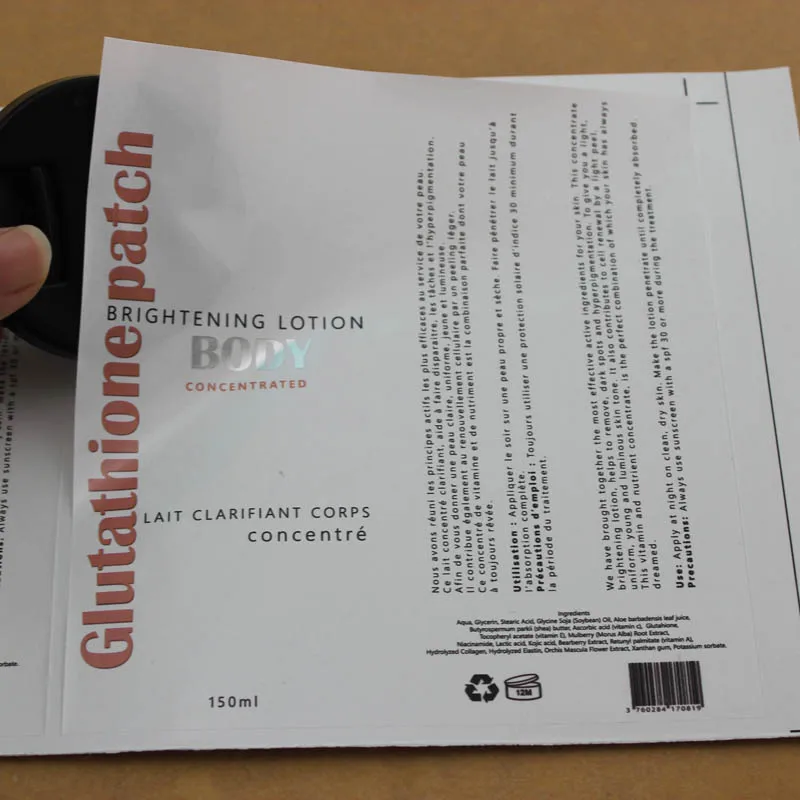 Glutathionepatch
BRIGHTENING LOTION
BODY
CONCENTRATED
LAIT CLARIFIANT CORPS
concentré
150ml
Nous avons réuni les principes actifs les plus efficaces au service de votre peau.
Ce lait concentré clarifiant, aide à faire disparaître, les tâches et l'hyperpigmentation.
Afin de vous donner une peau claire, uniforme, jeune et lumineuse.
Il contribue également au renouvellement cellulaire par un peeling léger.
Ce concentré de vitamine et de nutriment est la combinaison parfaite dont votre peau
à toujours rêvée.
Utilisation : Appliquer le soir sur une peau propre et sèche. Faire pénétrer le lait jusqu'à
l'absorption complète.
Précautions d'emploi : Toujours utiliser une protection solaire d'indice 30 minimum durant
la période du traitement.
We have brought together the most effective active ingredients for your skin. This concentrate
brightening lotion, helps to remove, dark spots and hyperpigmentation. To give you a light,
uniform, young and luminous skin tone. It also contributes to cell renewal by a light peel.
This vitamin and nutrient concentrate, is the perfect combination of which your skin has always
dreamed.
Use: Apply at night on clean, dry skin. Make the lotion penetrate until completely absorbed.
Precautions: Always use sunscreen with a spf 30 or more during the treatment.
Ingredients
Aqua, Glycerin, Stearic Acid, Glycine Soja (Soybean) Oil, Aloe barbadensis leaf juice,
Butyrospermum parkii (shea) butter, Ascorbic acid (vitamin c), Glutathione,
Tocopheryl acetate (vitamin E), Mulberry (Morus Alba) Root Extract,
Niacinamide, Lactic acid, Kojic acid, Bearberry Extract, Retunyl palmitate (vitamin A),
Hydrolyzed Collagen, Hydrolyzed Elastin, Orchis Mascula Flower Extract, Xanthan gum, Potassium sorbate.
12M
3 760284 170819
Always use sunscreen with a spf 30 or
sorbate.